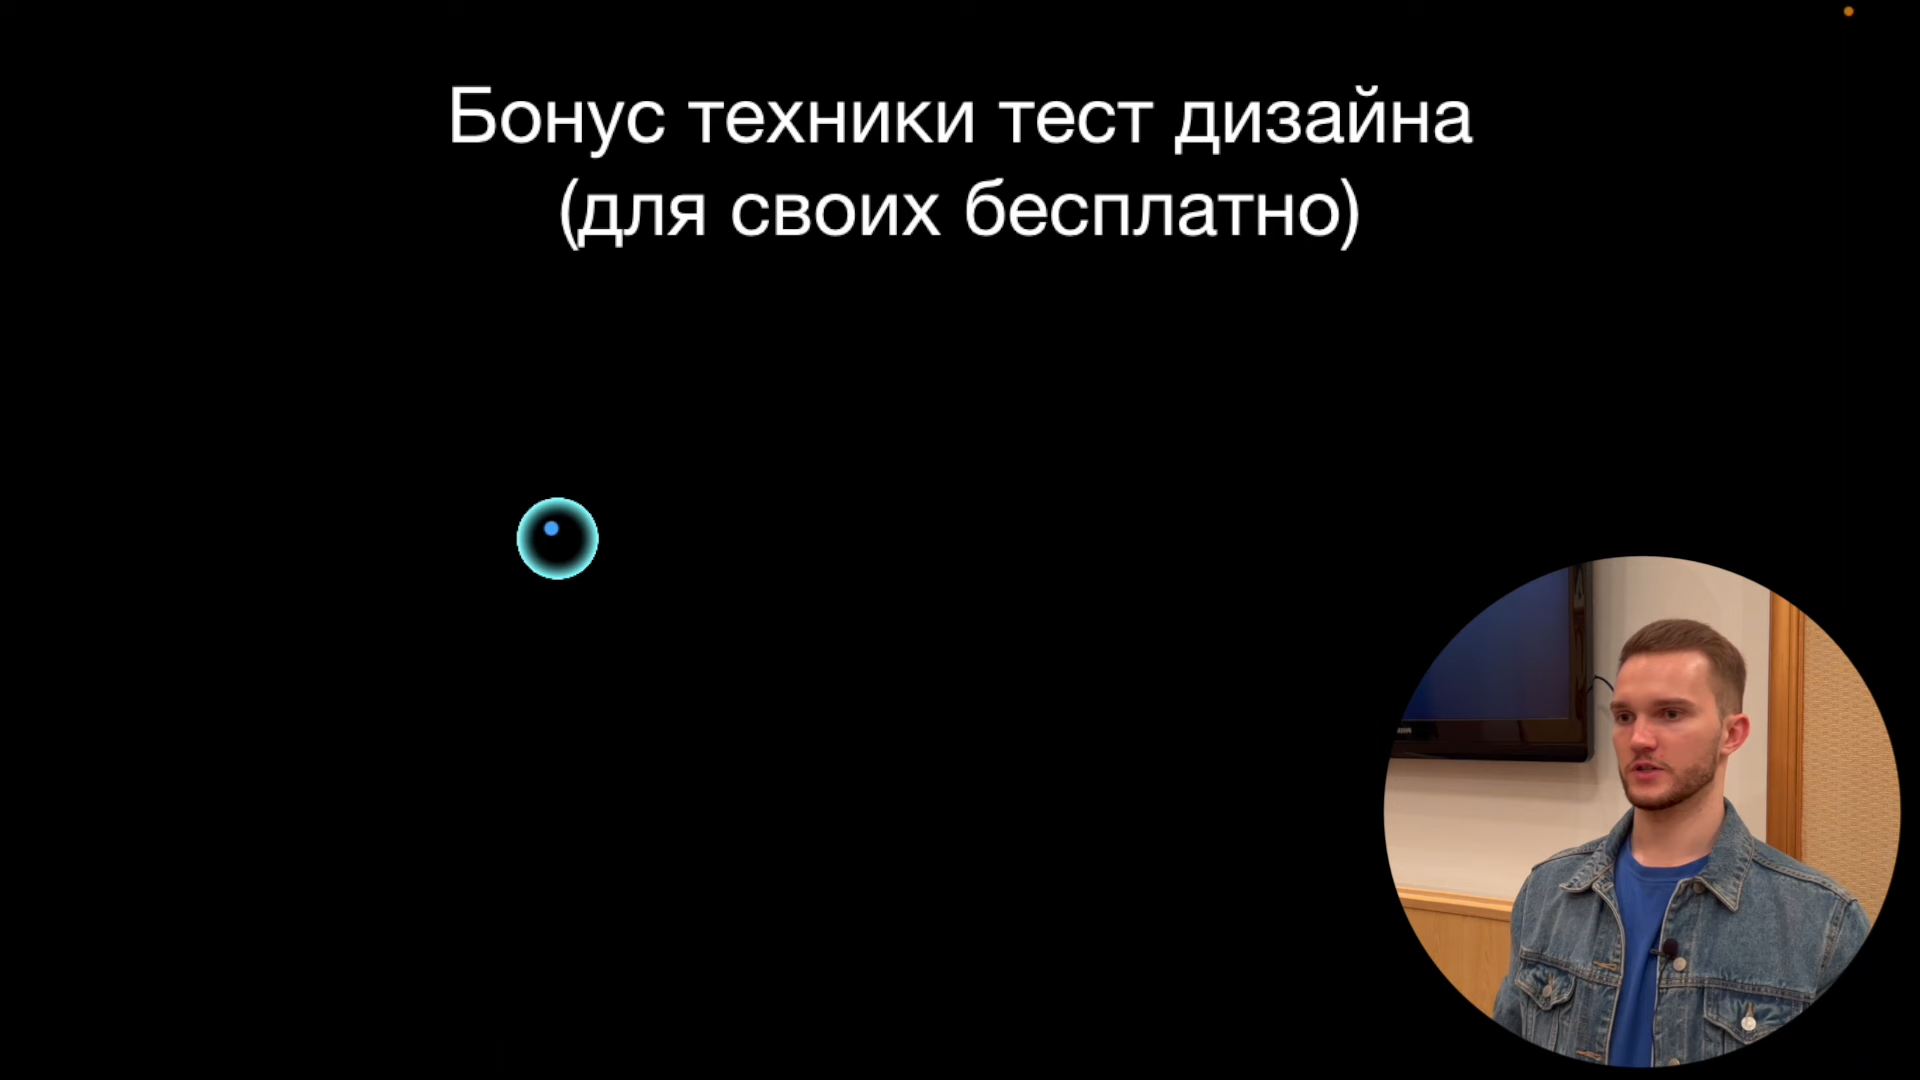 Бонус техники тест дизайна
(для своих бесплатно)